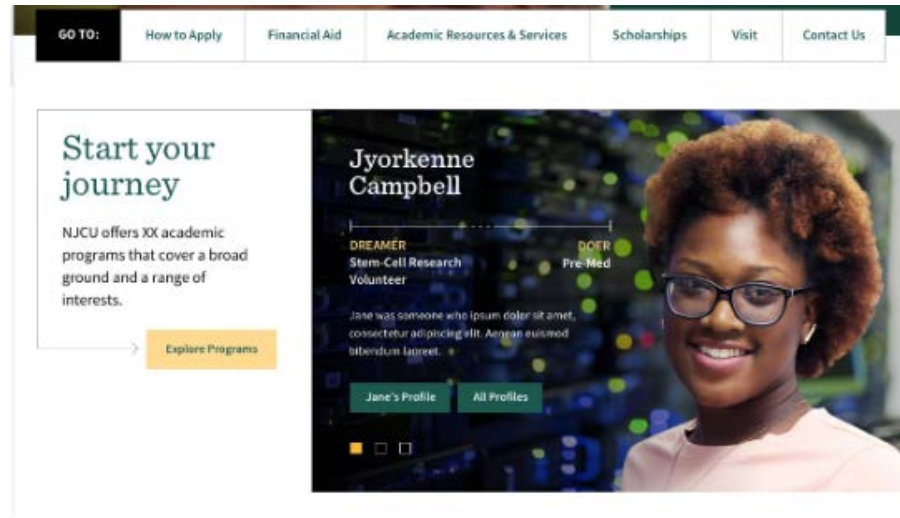 GO TO: How to Apply Financial Aid Academic Resources & Services Scholarships Visit Contact Us
Start your
journey
NJCU offers XX academic
programs that cover a broad
ground and a range of
interests.
Explore Programs
Jyorkenne
Campbell
DREAMER DOER
Stem-Cell Research Pre-Med
Volunteer
Jane was someone who ipsum dolor sit amet,
consectetur adipiscing elit. Aenean euismod
bibendum laoreet.
Jane's Profile All Profiles